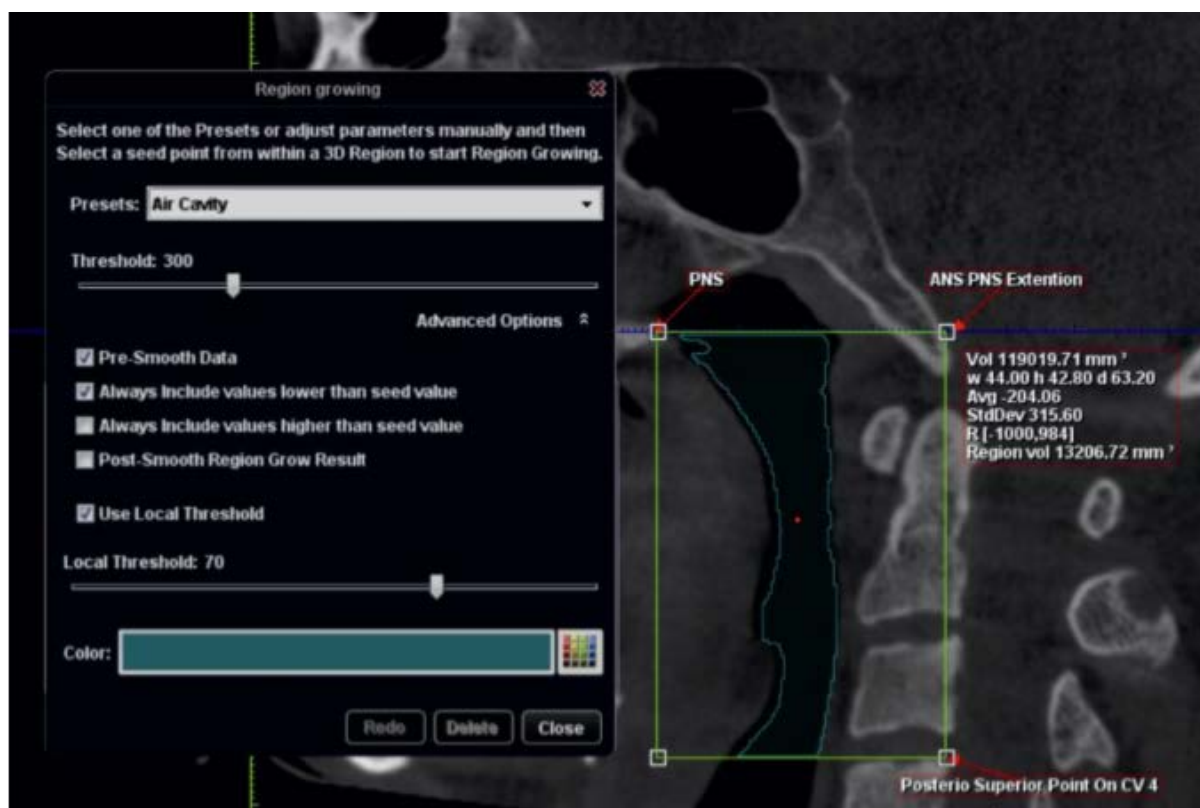 Region growing
Select one of the Presets or adjust parameters manually and then
Select a seed point from within a 3D Region to start Region Growing.
Presets: Air Cavity
Threshold: 300
Advanced Options
Pre-Smooth Data
Always Include values lower than seed value
Always Include values higher than seed value
Post-Smooth Region Grow Result
Use Local Threshold
Local Threshold: 70
Color:
Redo Delete Close
PNS
ANS PNS Extention
Vol 119019.71 mm ³
w 44.00 h 42.80 d 63.20
Avg -204.06
StdDev 315.60
R [-1000,984]
Region vol 13206.72 mm ³
Posterio Superior Point On CV 4